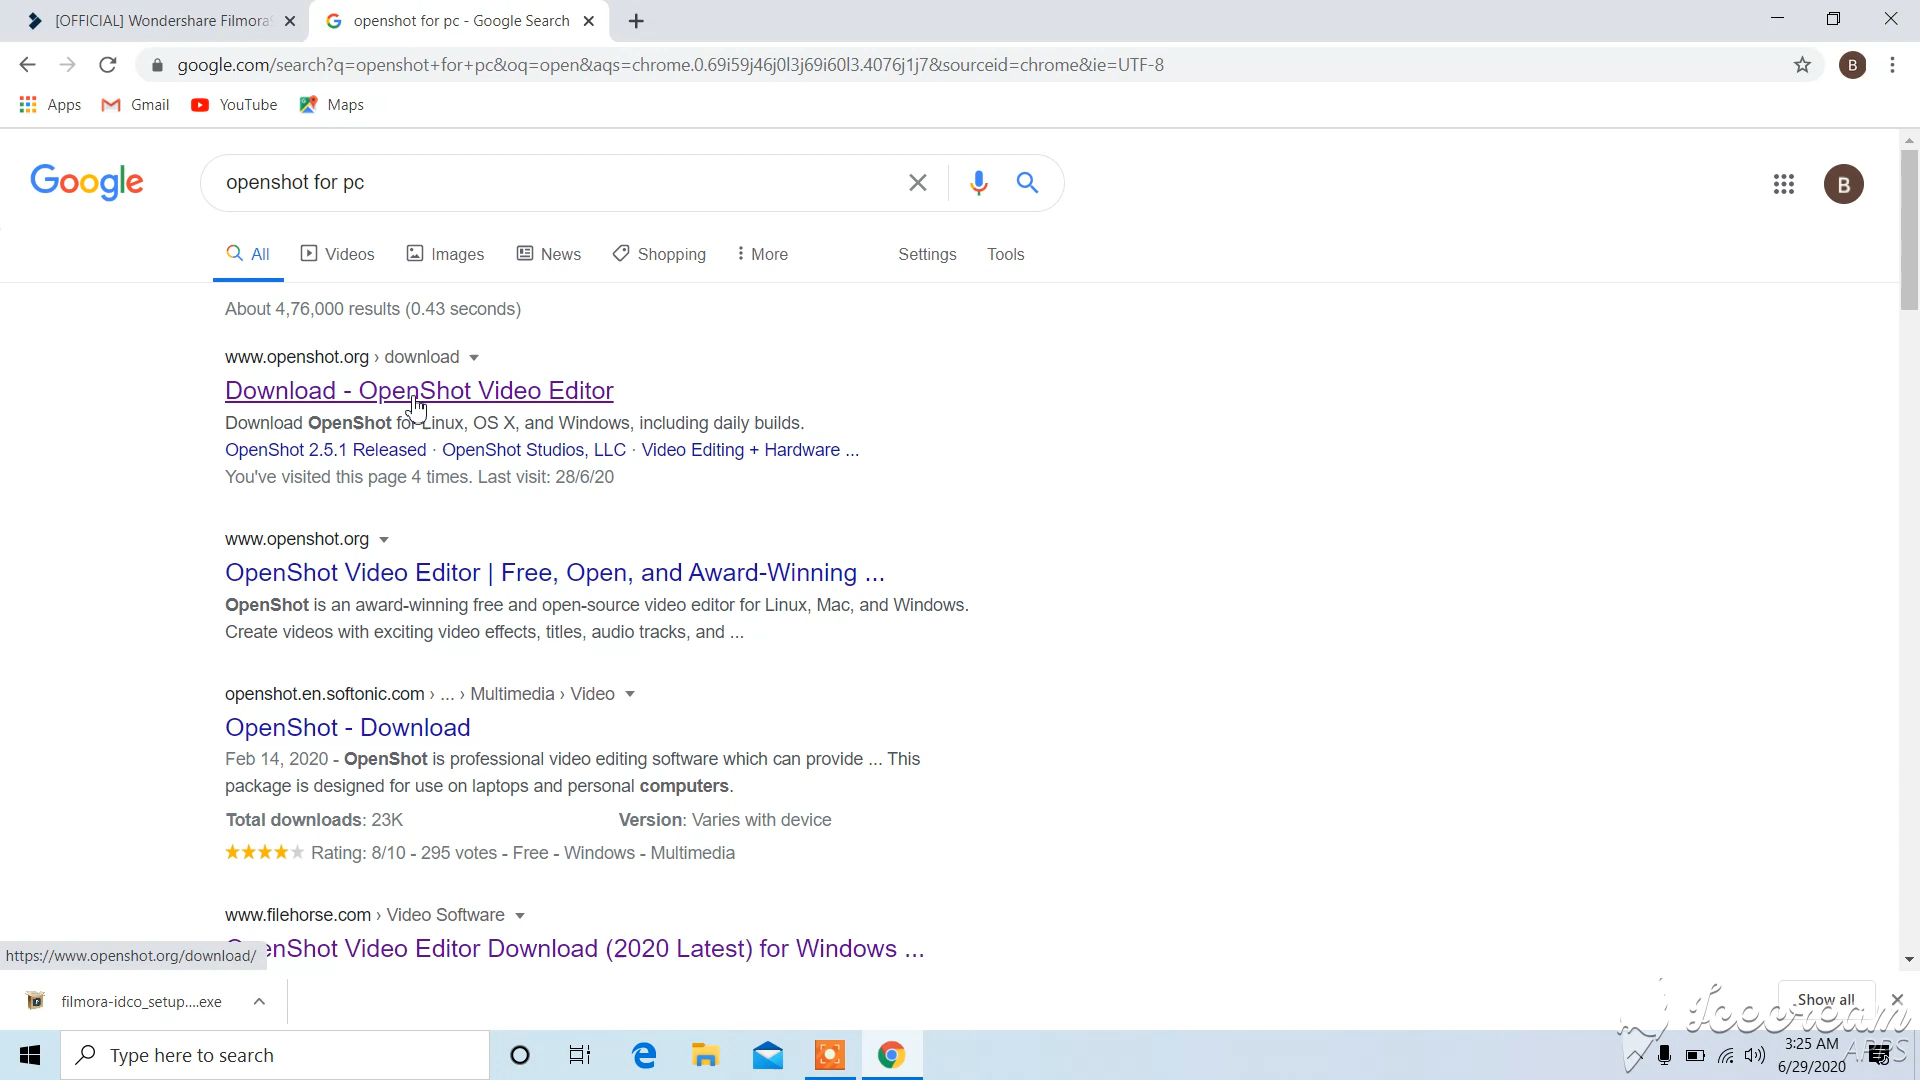 [OFFICIAL] Wondershare Filmora
openshot for pc - Google Search
google.com/search?q=openshot+for+pc&oq=open&aqs=chrome.0.69i59j46j0l3j69i60l3.4076j1j7&sourceid=chrome&ie=UTF-8
B
Apps Gmail YouTube Maps
Google
openshot for pc
B
All Videos Images News Shopping More Settings Tools
About 4,76,000 results (0.43 seconds)
www.openshot.org › download
Download - OpenShot Video Editor
Download OpenShot for Linux, OS X, and Windows, including daily builds.
OpenShot 2.5.1 Released · OpenShot Studios, LLC · Video Editing + Hardware ...
You've visited this page 4 times. Last visit: 28/6/20
www.openshot.org
OpenShot Video Editor | Free, Open, and Award-Winning ...
OpenShot is an award-winning free and open-source video editor for Linux, Mac, and Windows.
Create videos with exciting video effects, titles, audio tracks, and ...
openshot.en.softonic.com › ... › Multimedia › Video
OpenShot - Download
Feb 14, 2020 - OpenShot is professional video editing software which can provide ... This
package is designed for use on laptops and personal computers.
Total downloads: 23K Version: Varies with device
Rating: 8/10 - 295 votes - Free - Windows - Multimedia
www.filehorse.com › Video Software
OpenShot Video Editor Download (2020 Latest) for Windows ...
https://www.openshot.org/download/
filmora-idco_setup....exe
Show all
Icecream
APPS
Type here to search
3:25 AM
6/29/2020